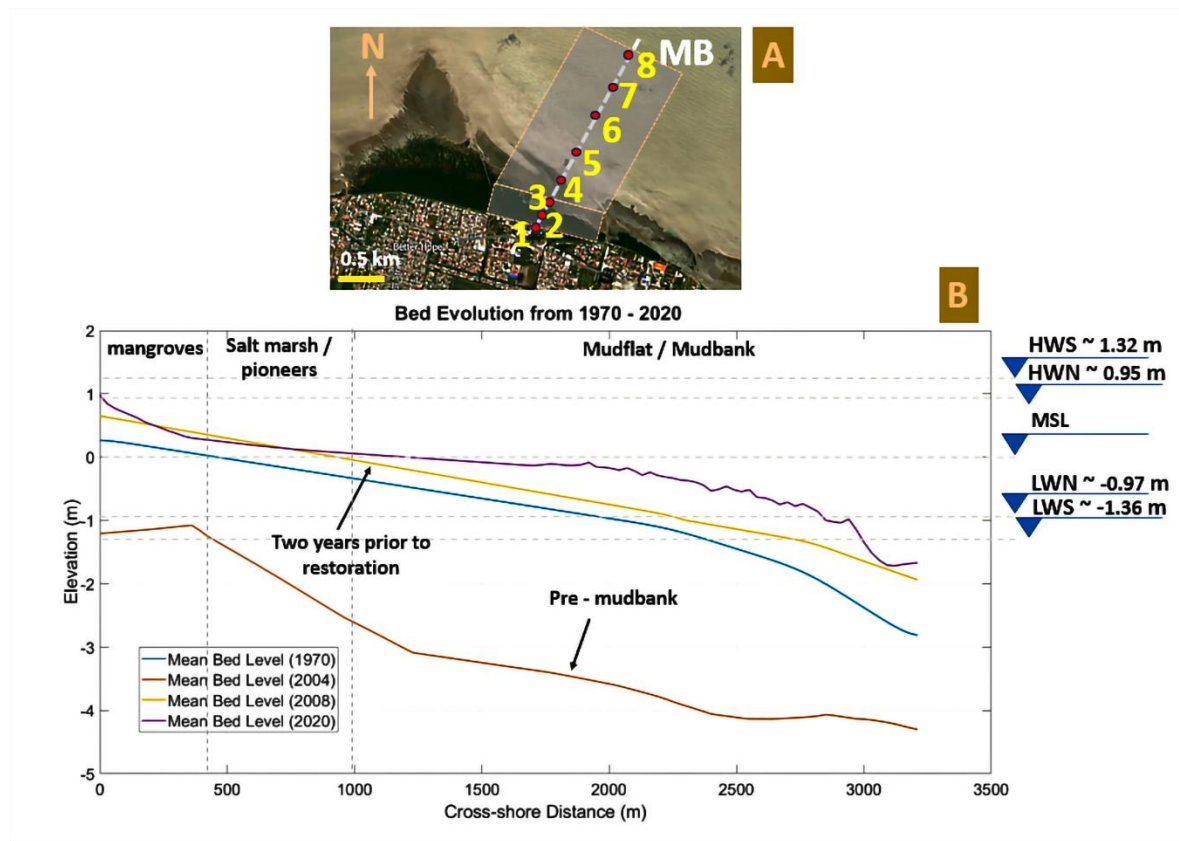 N
A
MB
8
7
6
5
4
3
2
1
Better Hope
0.5 km
B
Bed Evolution from 1970 - 2020
mangroves
Salt marsh /
pioneers
Mudflat / Mudbank
HWS ~ 1.32 m
HWN ~ 0.95 m
MSL
LWN ~ -0.97 m
LWS ~ -1.36 m
2
1
0
-1
-2
-3
-4
-5
Elevation (m)
Two years prior to
restoration
Pre - mudbank
Mean Bed Level (1970)
Mean Bed Level (2004)
Mean Bed Level (2008)
Mean Bed Level (2020)
0
500
1000
1500
2000
2500
3000
3500
Cross-shore Distance (m)